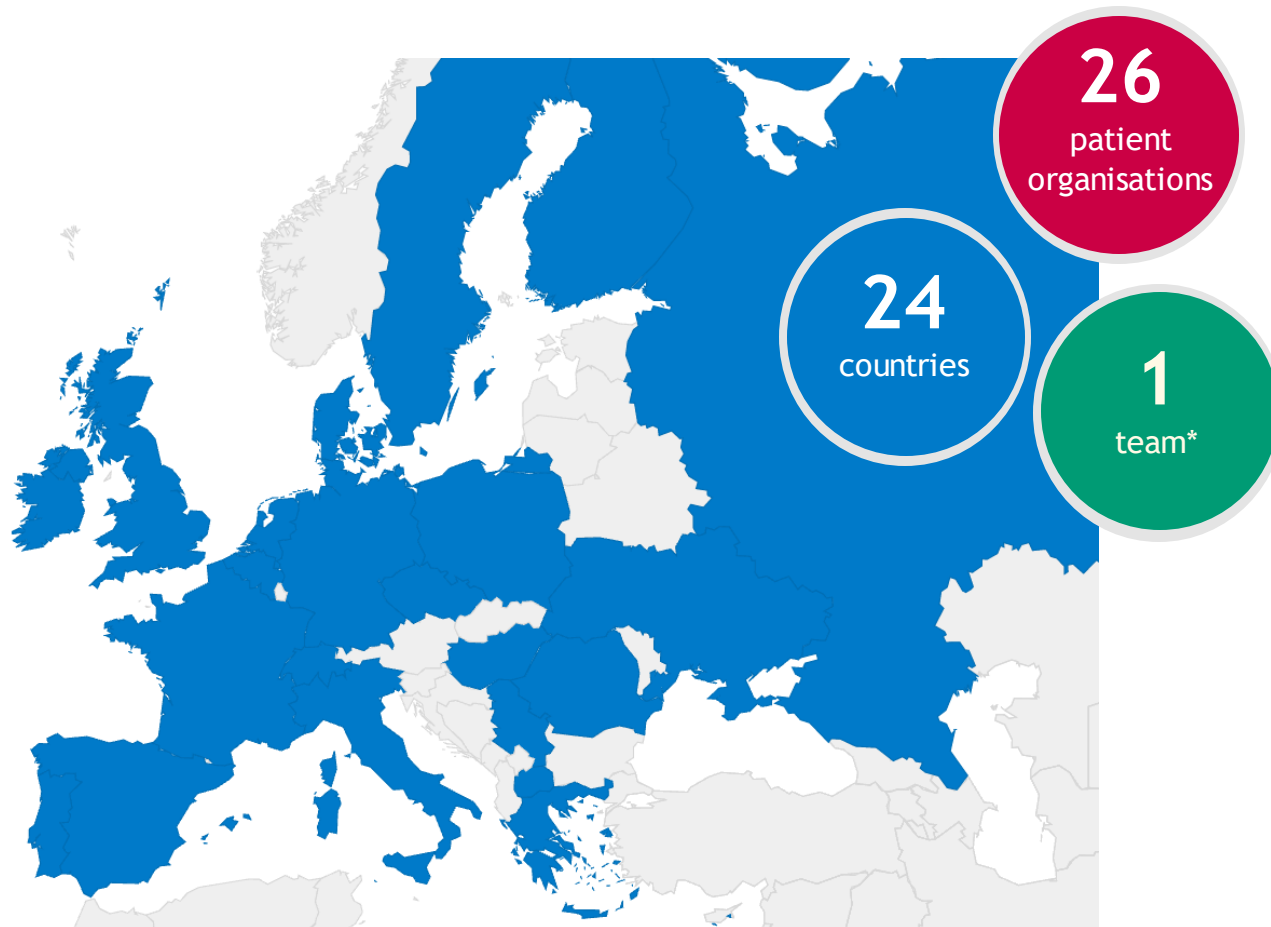 26
patient
organisations
24
countries
1
team*